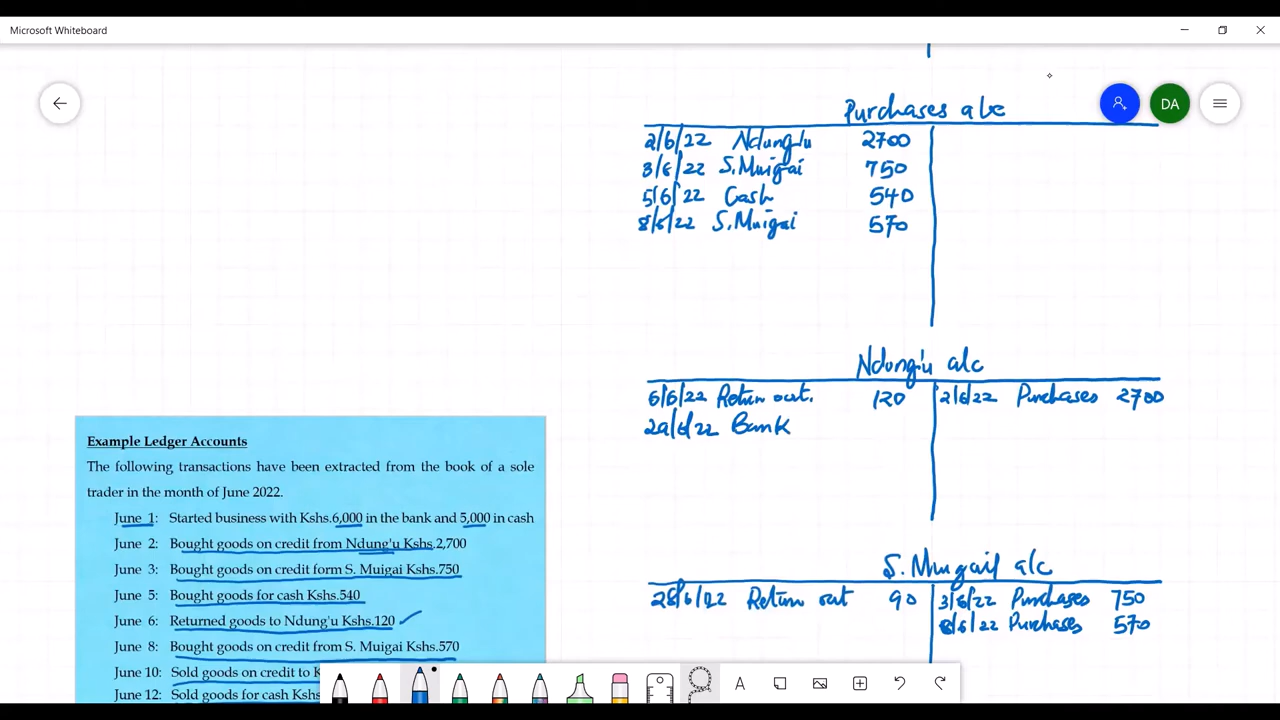 Microsoft Whiteboard
DA
Purchases a/c
2/6/22 Ndung'u 2700
3/6/22 S.Muigai 750
5/6/22 Cash 540
8/6/22 S.Muigai 570
Ndung'u a/c
6/6/22 Return out. 120 2/6/22 Purchases 2700
29/6/22 Bank
S. Muigai a/c
28/6/22 Return out 90 3/6/22 Purchases 750
8/6/22 Purchases 570
Example Ledger Accounts
The following transactions have been extracted from the book of a sole
trader in the month of June 2022.
June 1: Started business with Kshs.6,000 in the bank and 5,000 in cash
June 2: Bought goods on credit from Ndung'u Kshs.2,700
June 3: Bought goods on credit form S. Muigai Kshs.750
June 5: Bought goods for cash Kshs.540
June 6: Returned goods to Ndung'u Kshs.120
June 8: Bought goods on credit from S. Muigai Kshs.570
June 10: Sold goods on credit to K
June 12: Sold goods for cash Kshs
A